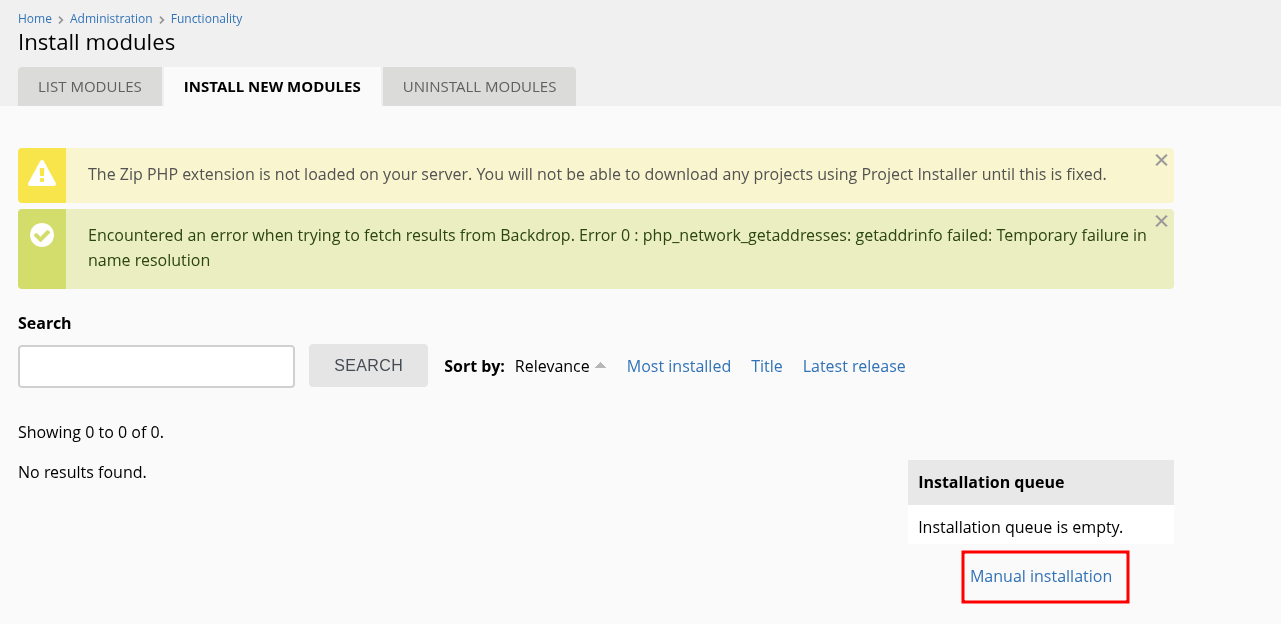 Home > Administration > Functionality
Install modules
LIST MODULES INSTALL NEW MODULES UNINSTALL MODULES
The Zip PHP extension is not loaded on your server. You will not be able to download any projects using Project Installer until this is fixed.
Encountered an error when trying to fetch results from Backdrop. Error 0 : php_network_getaddresses: getaddrinfo failed: Temporary failure in
name resolution
Search
SEARCH Sort by: Relevance Most installed Title Latest release
Showing 0 to 0 of 0.
No results found.
Installation queue
Installation queue is empty.
Manual installation